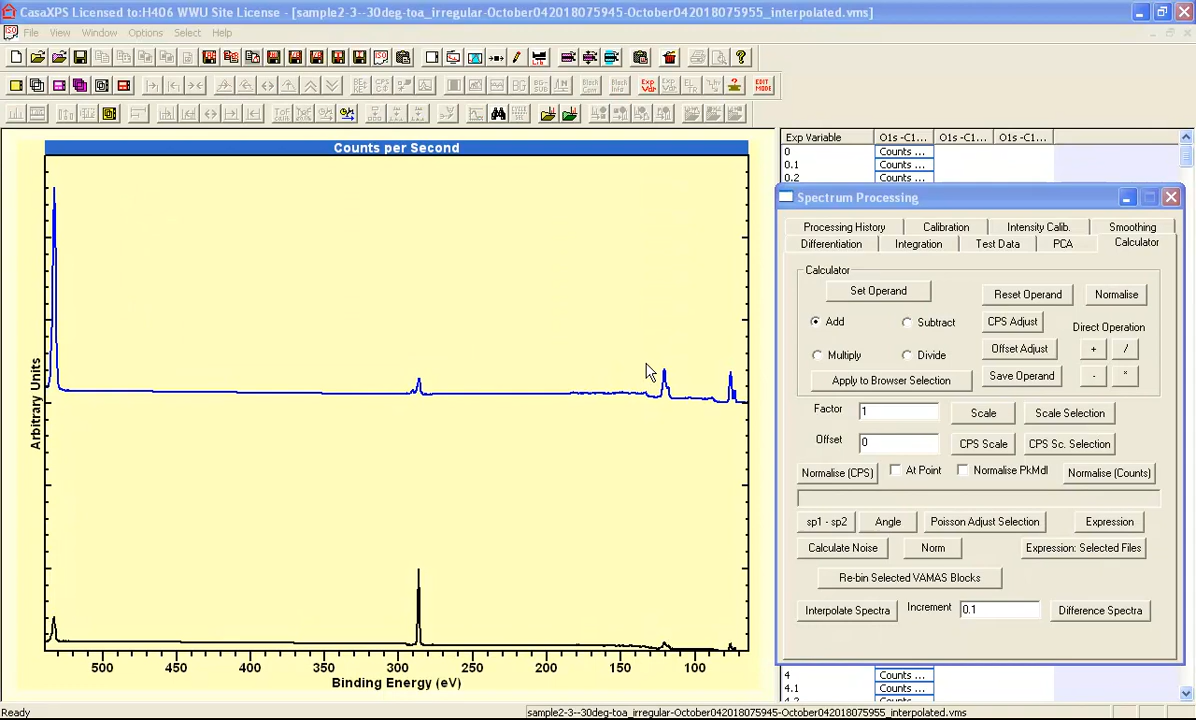 CasaXPS Licensed to:H406 WWU Site License - [sample2-3--30deg-toa_irregular-October042018075945-October042018075955_interpolated.vms]
File View Window Options Select Help
Counts per Second
Arbitrary Units
500 450 400 350 300 250 200 150 100
Binding Energy (eV)
Exp Variable O1s -C1... O1s -C1... O1s -C1...
0 Counts ...
0.1 Counts ...
0.2 Counts ...
Spectrum Processing
Processing History Calibration Intensity Calib. Smoothing
Differentiation Integration Test Data PCA Calculator
Calculator
Set Operand Reset Operand Normalise
Add Subtract CPS Adjust Direct Operation
Multiply Divide Offset Adjust + /
Apply to Browser Selection Save Operand - *
Factor 1 Scale Scale Selection
Offset 0 CPS Scale CPS Sc. Selection
Normalise (CPS) At Point Normalise PkMdl Normalise (Counts)
sp1 - sp2 Angle Poisson Adjust Selection Expression
Calculate Noise Norm Expression: Selected Files
Re-bin Selected VAMAS Blocks
Interpolate Spectra Increment 0.1 Difference Spectra
4 Counts ...
4.1 Counts ...
Ready sample2-3--30deg-toa_irregular-October042018075945-October042018075955_interpolated.vms